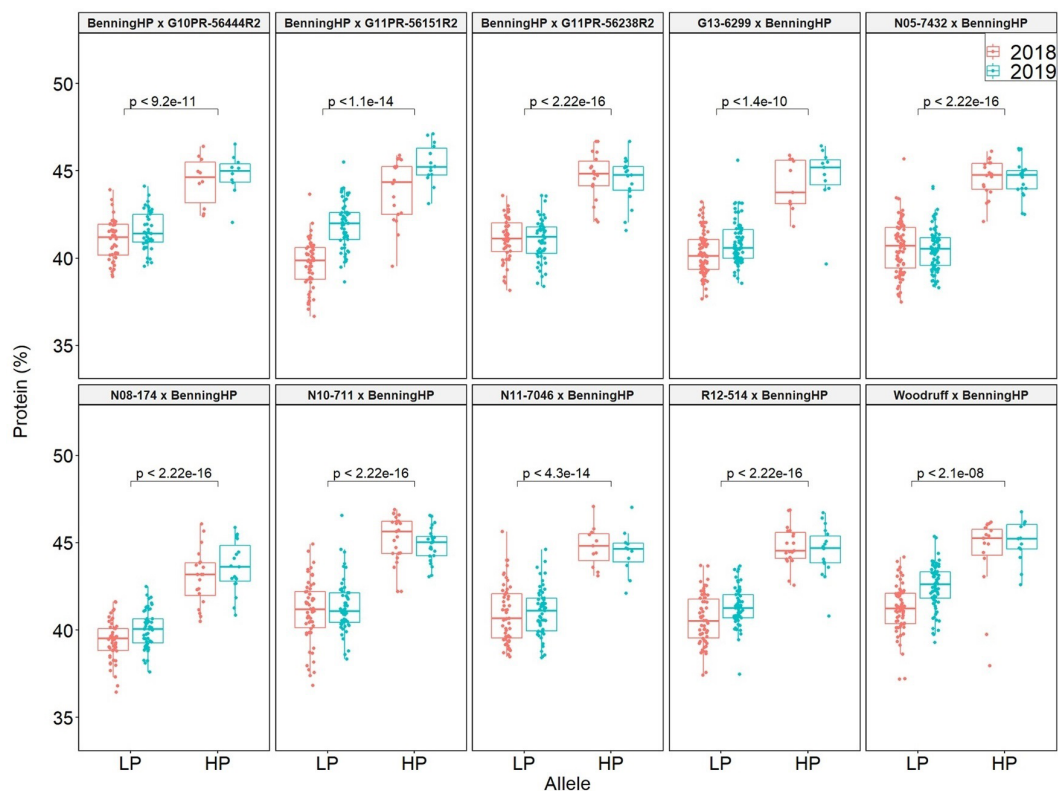 BenningHP x G10PR-56444R2
BenningHP x G11PR-56151R2
BenningHP x G11PR-56238R2
G13-6299 x BenningHP
N05-7432 x BenningHP
2018
2019
50
45
40
35
p < 9.2e-11
p <1.1e-14
p < 2.22e-16
p <1.4e-10
p < 2.22e-16
Protein (%)
N08-174 x BenningHP
N10-711 x BenningHP
N11-7046 x BenningHP
R12-514 x BenningHP
Woodruff x BenningHP
50
45
40
35
p < 2.22e-16
p < 2.22e-16
p < 4.3e-14
p < 2.22e-16
p < 2.1e-08
LP HP LP HP LP HP LP HP LP HP
Allele